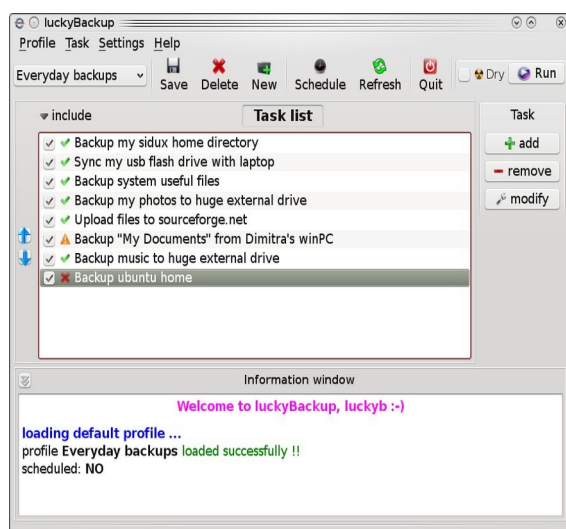 luckyBackup
Profile Task Settings Help
Everyday backups Save Delete New Schedule Refresh Quit Dry Run
include Task list Task
Backup my sidux home directory
Sync my usb flash drive with laptop
Backup system useful files
Backup my photos to huge external drive
Upload files to sourceforge.net
Backup "My Documents" from Dimitra's winPC
Backup music to huge external drive
Backup ubuntu home
add
remove
modify
Information window
Welcome to luckyBackup, luckyb :-)
loading default profile ...
profile Everyday backups loaded successfully !!
scheduled: NO